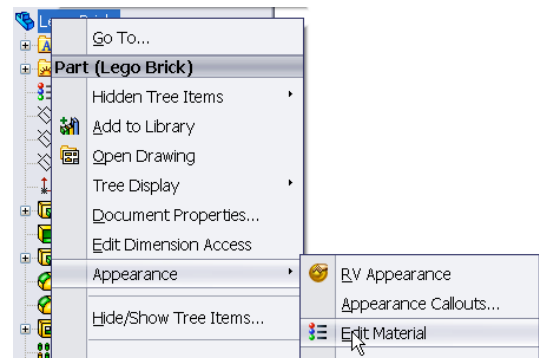 Go To...
Part (Lego Brick)
Hidden Tree Items
Add to Library
Open Drawing
Tree Display
Document Properties...
Edit Dimension Access
Appearance
RV Appearance
Appearance Callouts...
Hide/Show Tree Items...
Edit Material